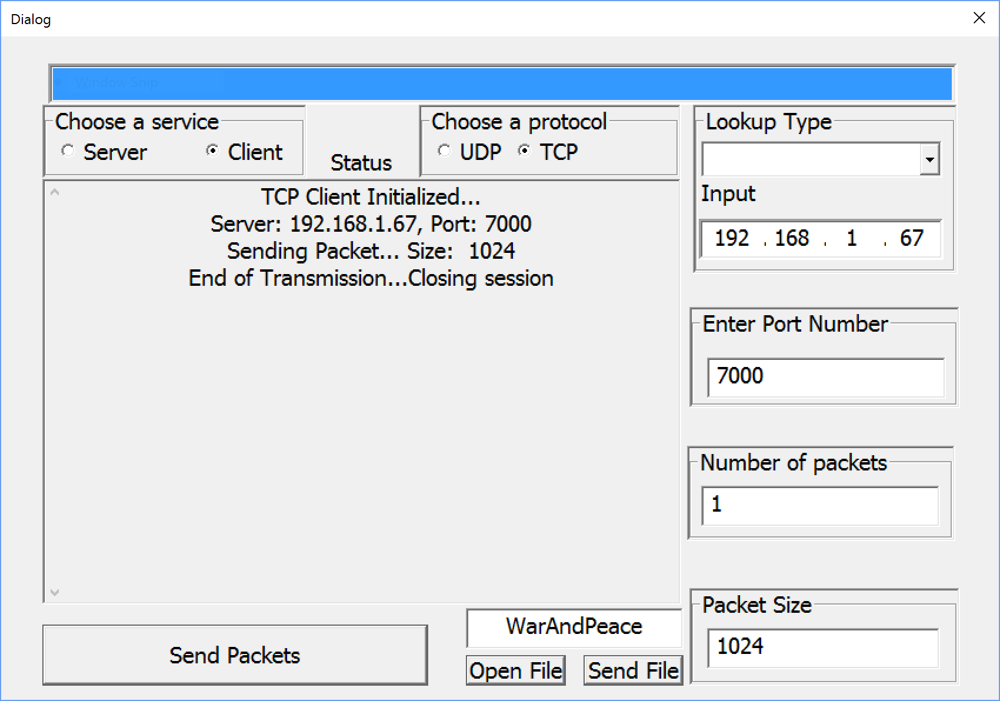 Dialog
Window Snip
Choose a service
Server Client
Status
Choose a protocol
UDP TCP
Lookup Type
Input
192 . 168 . 1 . 67
TCP Client Initialized...
Server: 192.168.1.67, Port: 7000
Sending Packet... Size: 1024
End of Transmission...Closing session
Enter Port Number
7000
Number of packets
1
Packet Size
1024
WarAndPeace
Send Packets
Open File Send File